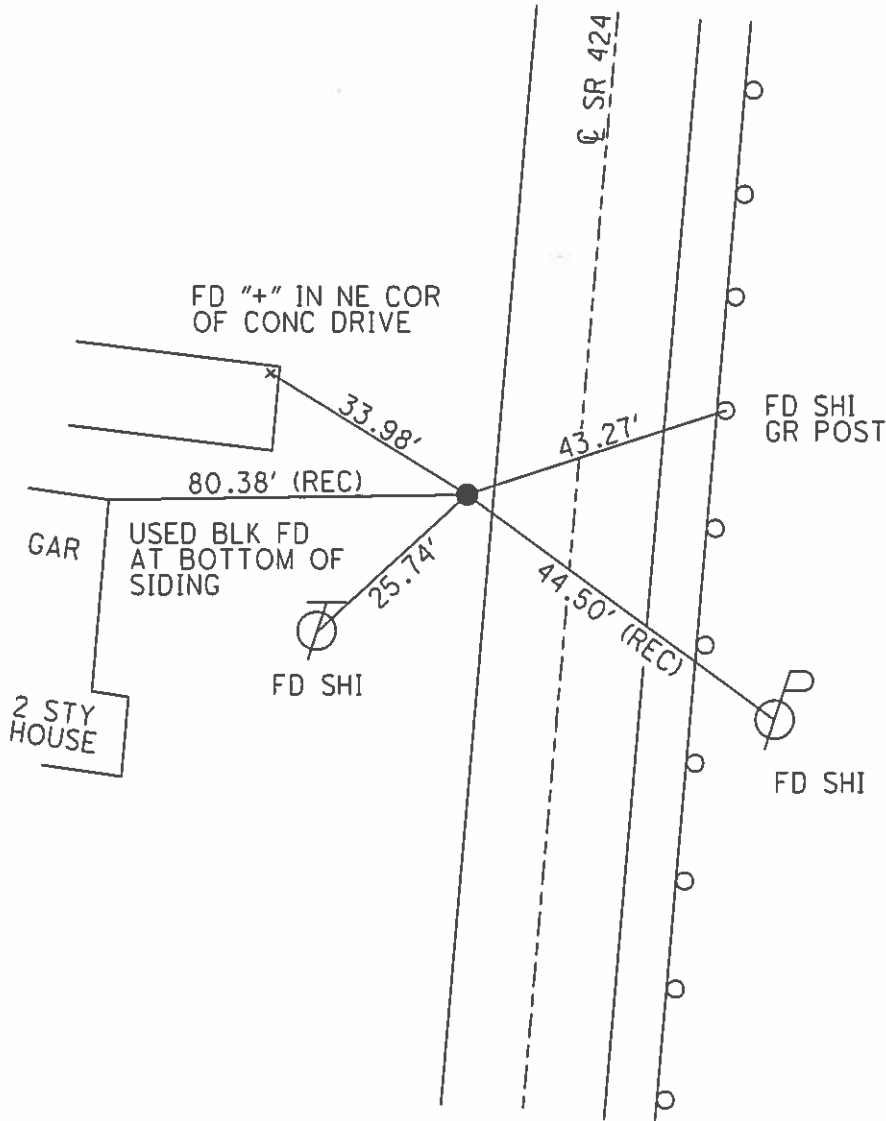 ℄ SR 424
FD "+" IN NE COR
OF CONC DRIVE
33.98'
43.27'
FD SHI
GR POST
80.38' (REC)
GAR
USED BLK FD
AT BOTTOM OF
SIDING
25.74'
44.50' (REC)
FD SHI
2 STY
HOUSE
FD SHI